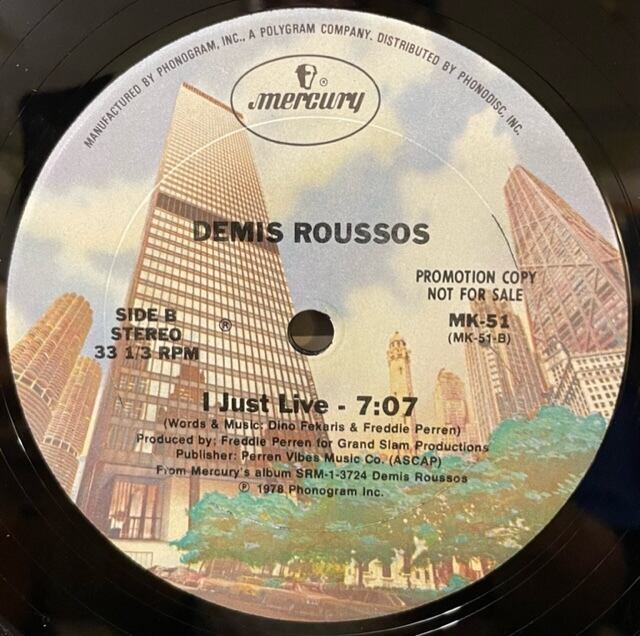 MANUFACTURED BY PHONOGRAM, INC., A POLYGRAM COMPANY. DISTRIBUTED BY PHONODISC, INC.
®
mercury
DEMIS ROUSSOS
PROMOTION COPY
NOT FOR SALE
SIDE B
STEREO
33 1/3 RPM
®
MK-51
(MK-51-B)
I Just Live - 7:07
(Words & Music: Dino Fekaris & Freddie Perren)
Produced by: Freddie Perren for Grand Slam Productions
Publisher: Perren Vibes Music Co. (ASCAP)
From Mercury's album SRM-1-3724 Demis Roussos
℗ 1978 Phonogram Inc.